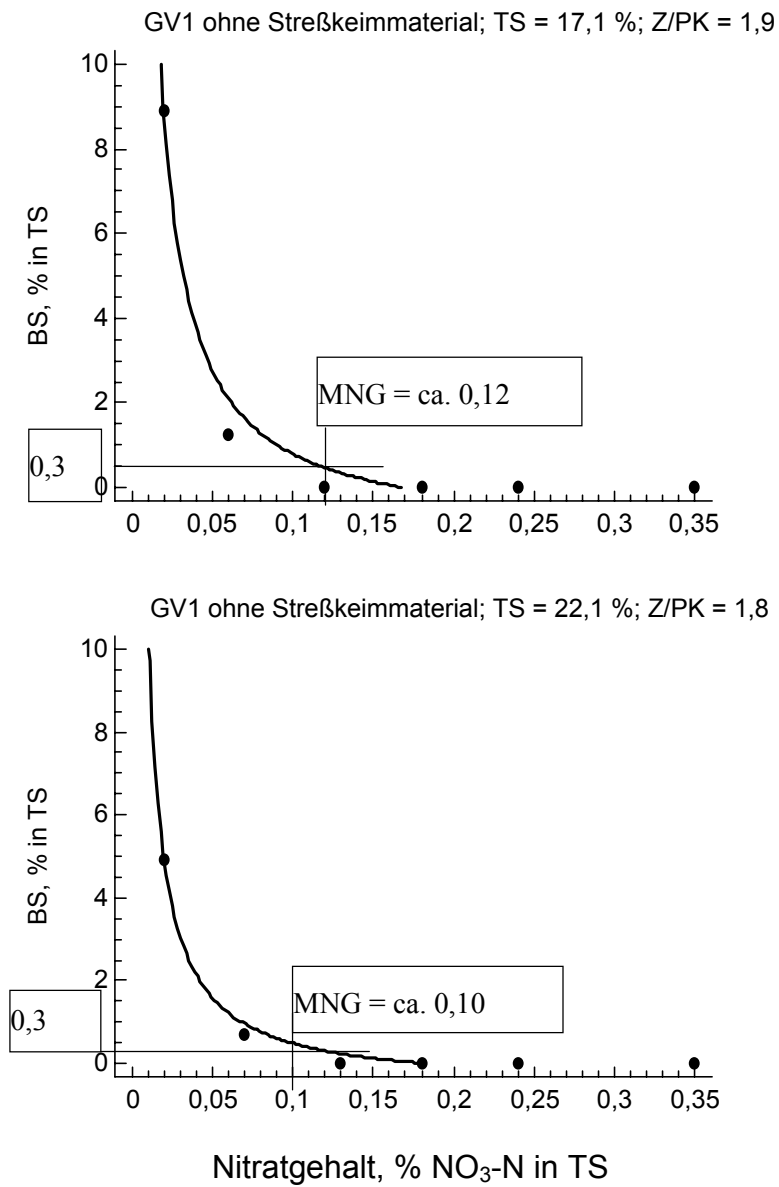 GV1 ohne Streßkeimmaterial; TS = 17,1 %; Z/PK = 1,9
10
8
6
4
2
0
BS, % in TS
MNG = ca. 0,12
0,3
0 0,05 0,1 0,15 0,2 0,25 0,3 0,35
GV1 ohne Streßkeimmaterial; TS = 22,1 %; Z/PK = 1,8
10
8
6
4
2
0
BS, % in TS
MNG = ca. 0,10
0,3
0 0,05 0,1 0,15 0,2 0,25 0,3 0,35
Nitratgehalt, % NO₃-N in TS